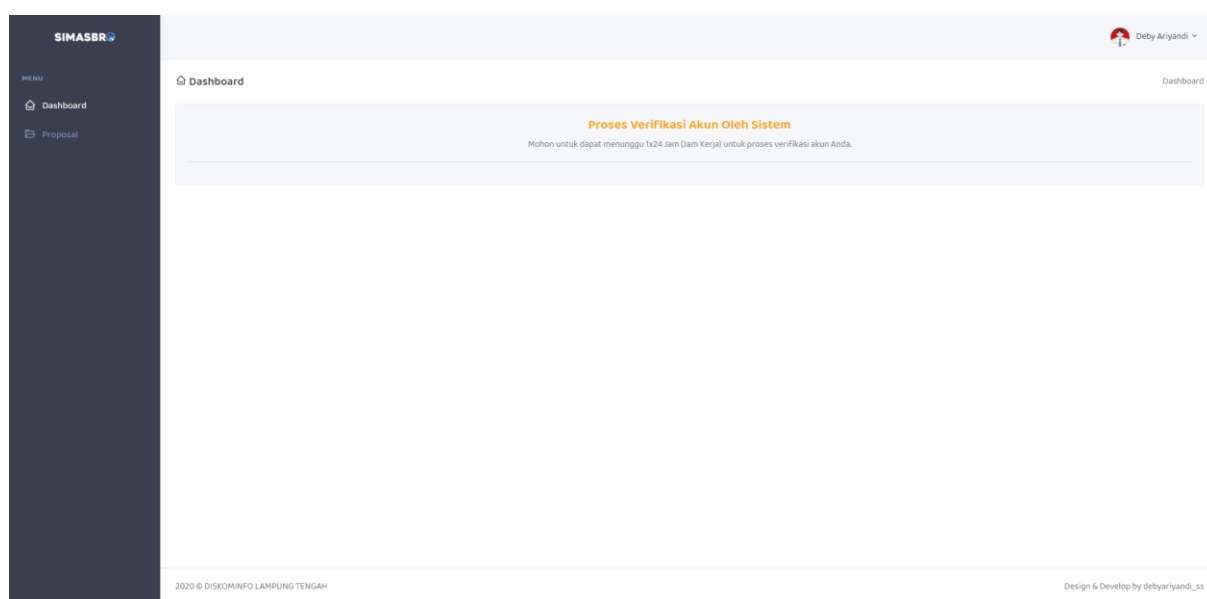 SIMASBRO
Deby Ariyandi
MENU
Dashboard
Proposal
Dashboard
Dashboard
Proses Verifikasi Akun Oleh Sistem
Mohon untuk dapat menunggu 1x24 Jam (Jam Kerja) untuk proses verifikasi akun Anda.
2020 © DISKOMINFO LAMPUNG TENGAH
Design & Develop by debyariyandi_ss